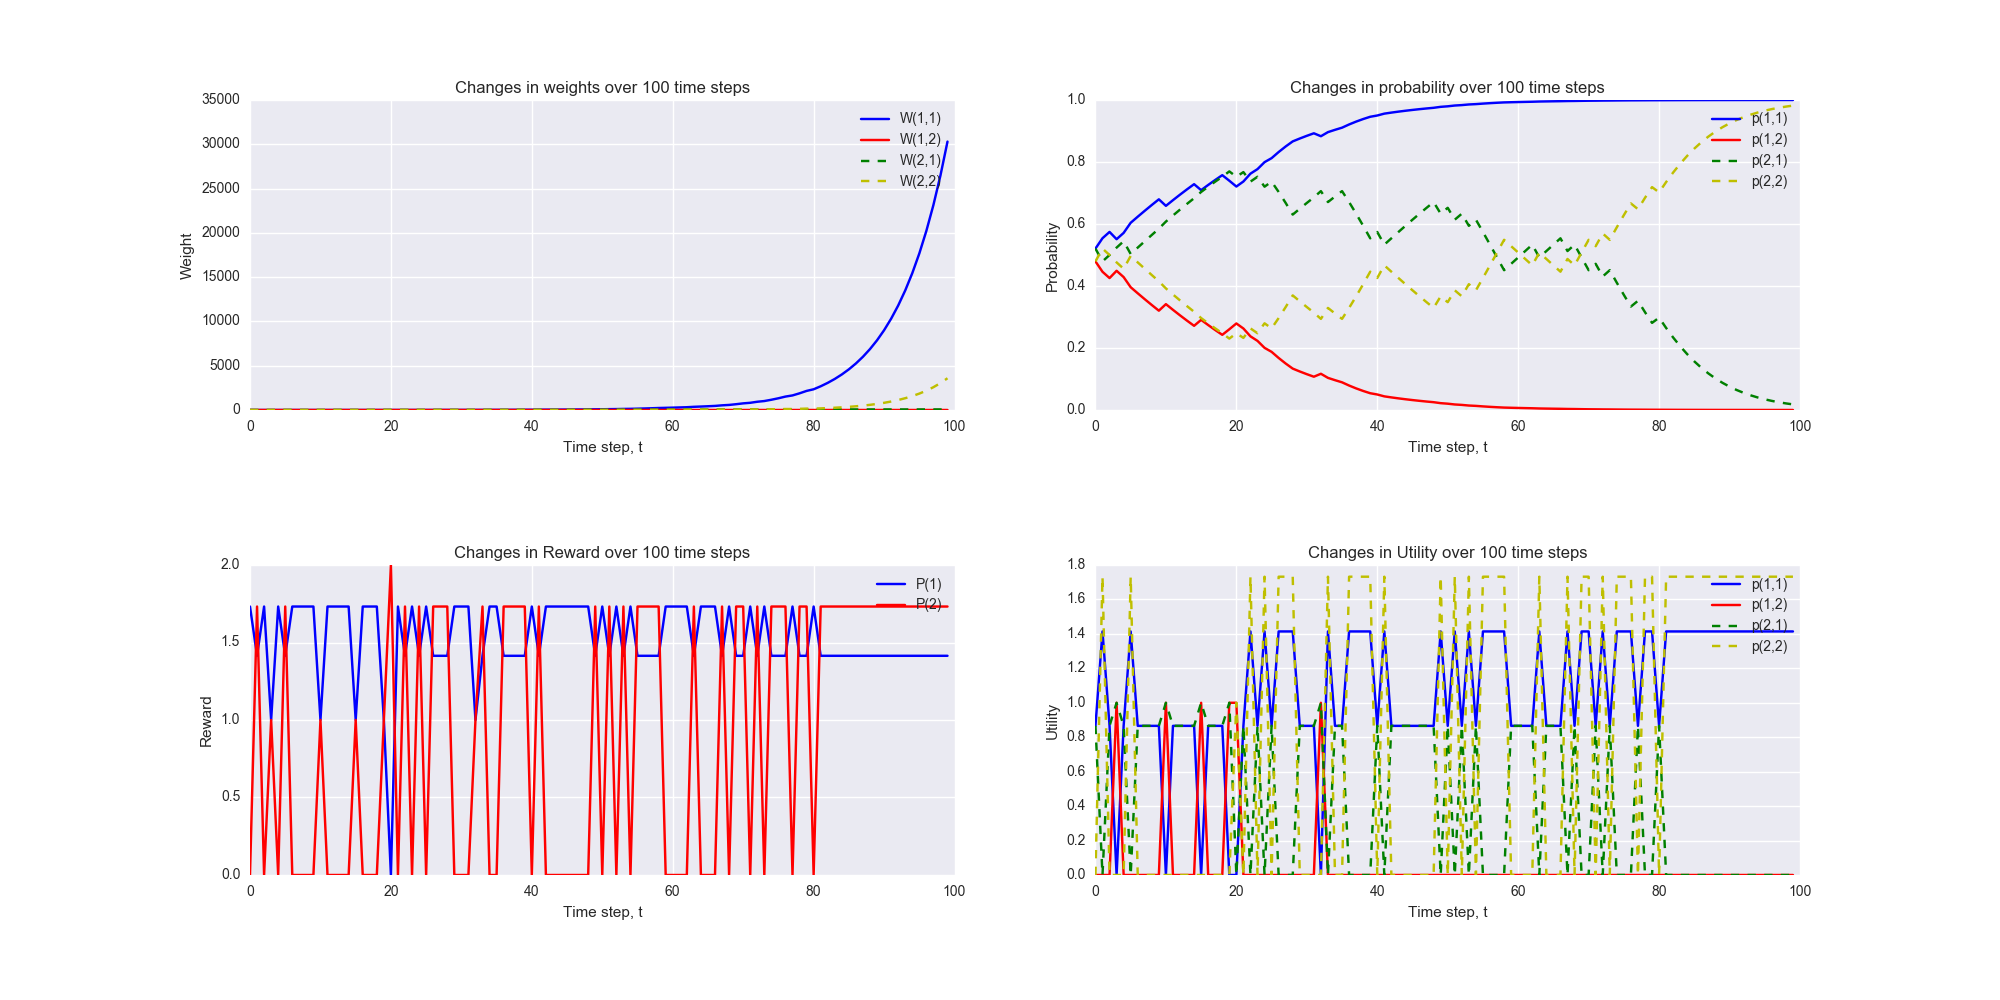 Changes in weights over 100 time steps
35000
30000
25000
20000
15000
10000
5000
0
Weight
W(1,1)
W(1,2)
W(2,1)
W(2,2)
0 20 40 60 80 100
Time step, t
Changes in probability over 100 time steps
1.0
0.8
0.6
0.4
0.2
0.0
Probability
p(1,1)
p(1,2)
p(2,1)
p(2,2)
0 20 40 60 80 100
Time step, t
Changes in Reward over 100 time steps
2.0
1.5
1.0
0.5
0.0
Reward
P(1)
P(2)
0 20 40 60 80 100
Time step, t
Changes in Utility over 100 time steps
1.8
1.6
1.4
1.2
1.0
0.8
0.6
0.4
0.2
0.0
Utility
p(1,1)
p(1,2)
p(2,1)
p(2,2)
0 20 40 60 80 100
Time step, t